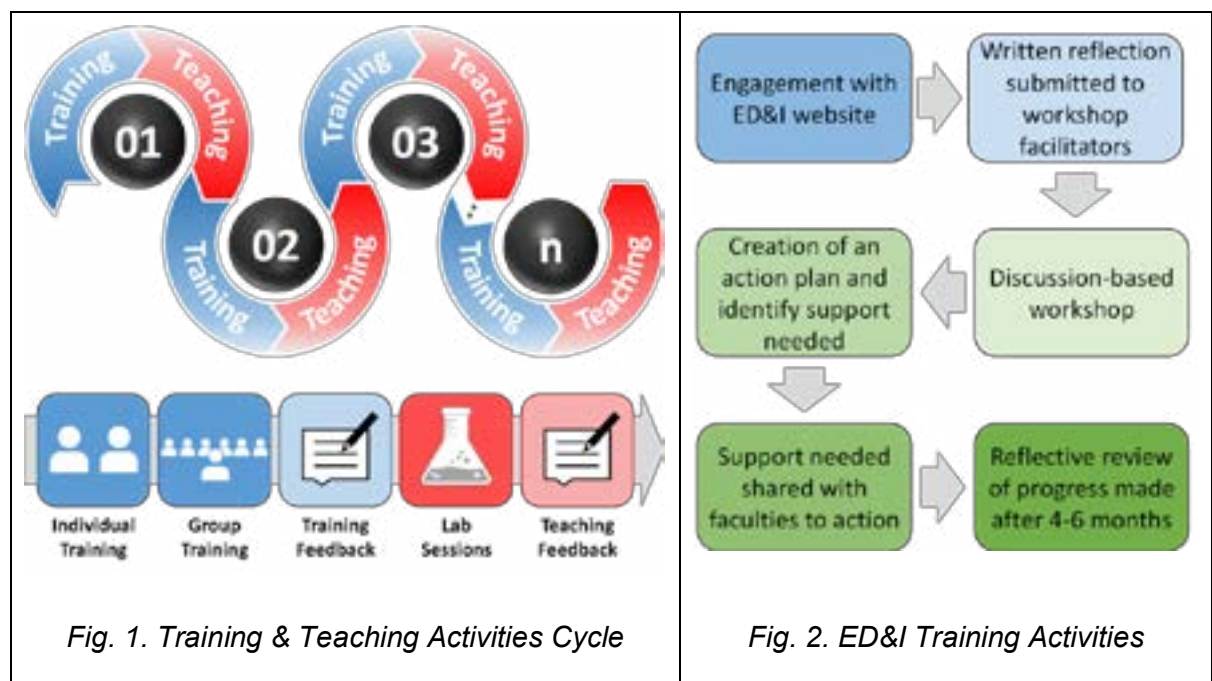 Training
Teaching
01
Training
Teaching
02
Training
Teaching
03
Training
Teaching
n
Individual
Training
Group
Training
Training
Feedback
Lab
Sessions
Teaching
Feedback
Fig. 1. Training & Teaching Activities Cycle
Engagement with
ED&I website
Written reflection
submitted to
workshop
facilitators
Discussion-based
workshop
Creation of an
action plan and
identify support
needed
Support needed
shared with
faculties to action
Reflective review
of progress made
after 4-6 months
Fig. 2. ED&I Training Activities